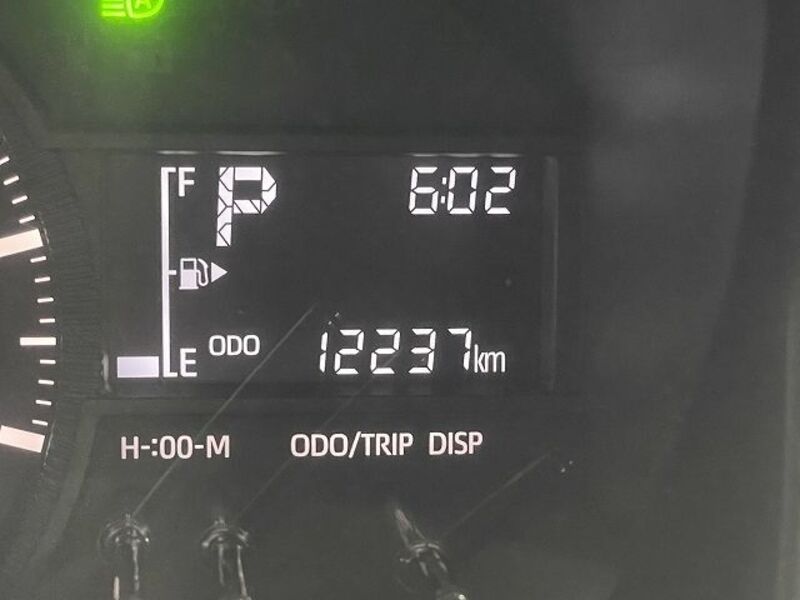 A
F P 6:02
E ODO 12237km
H-:00-M ODO/TRIP DISP